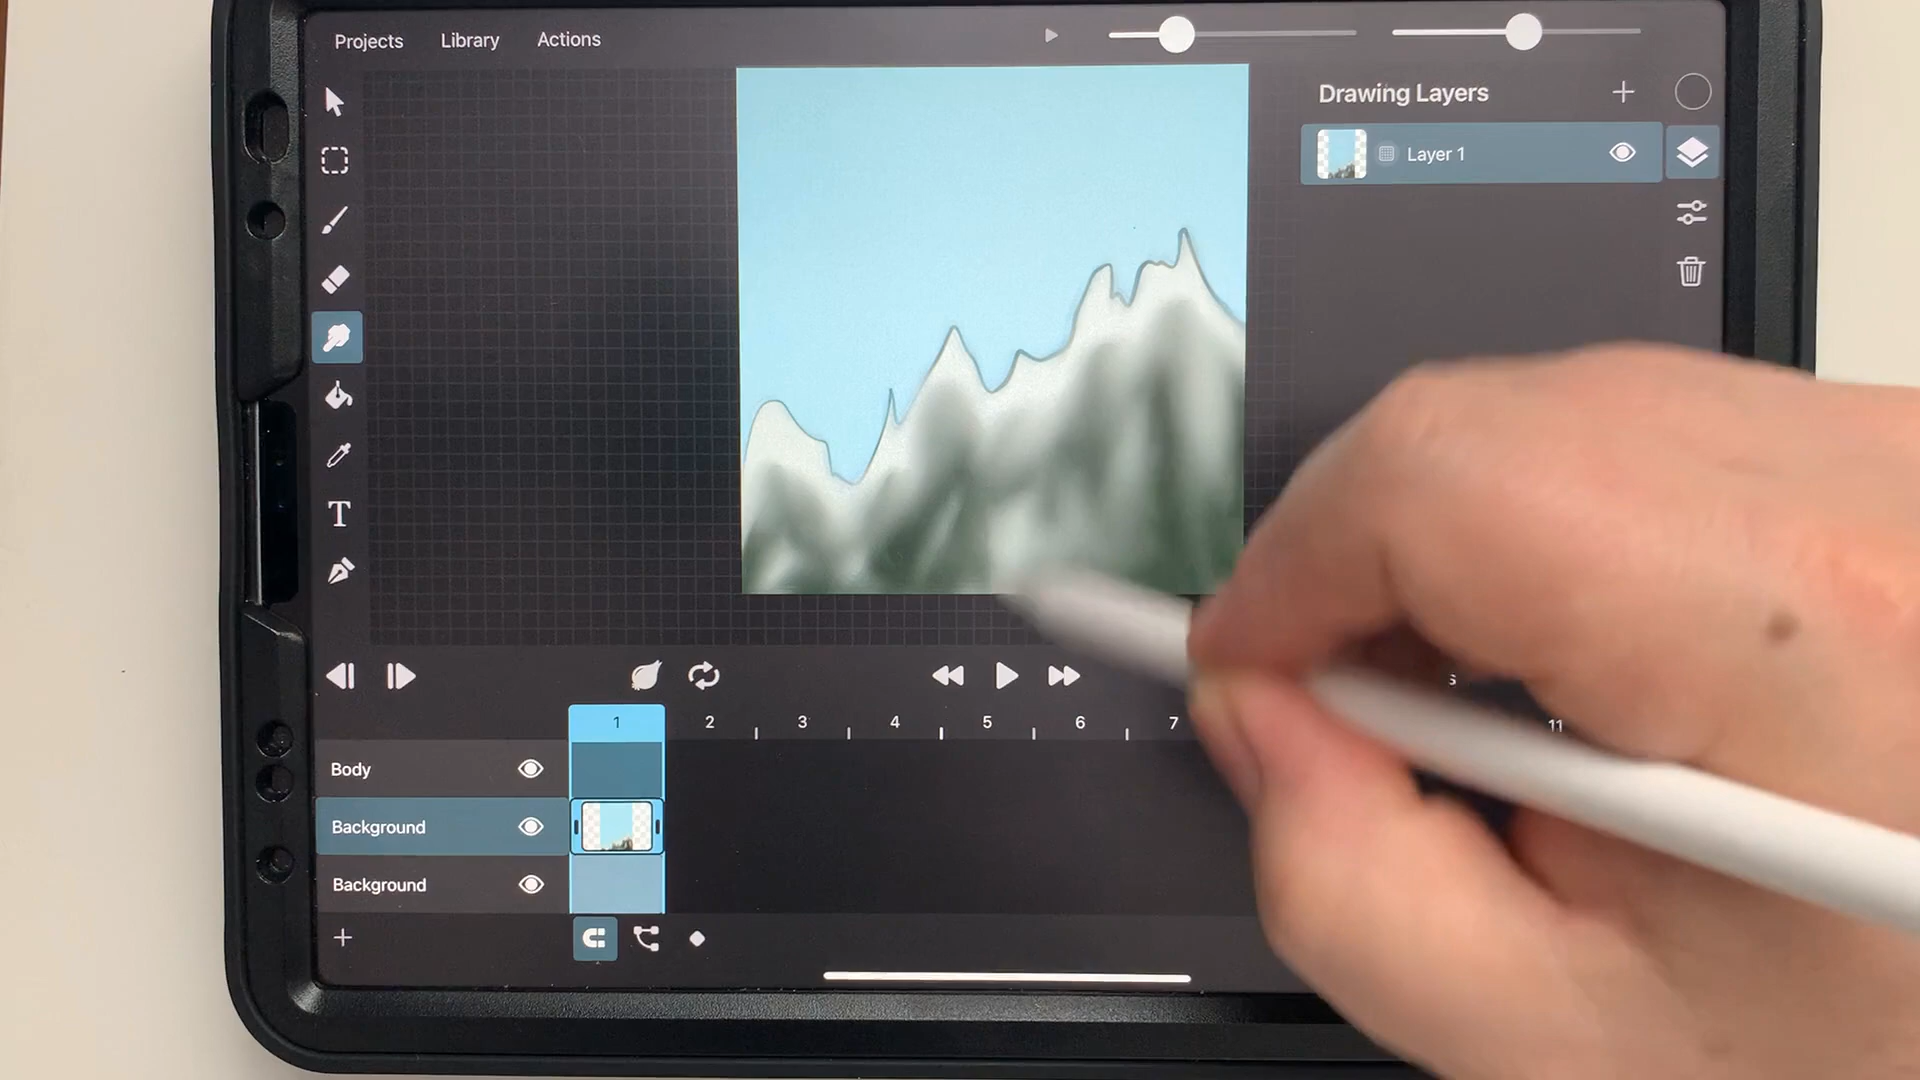 Projects Library Actions
Drawing Layers
Layer 1
T
s
1 2 3 4 5 6 7 11
Body
Background
Background